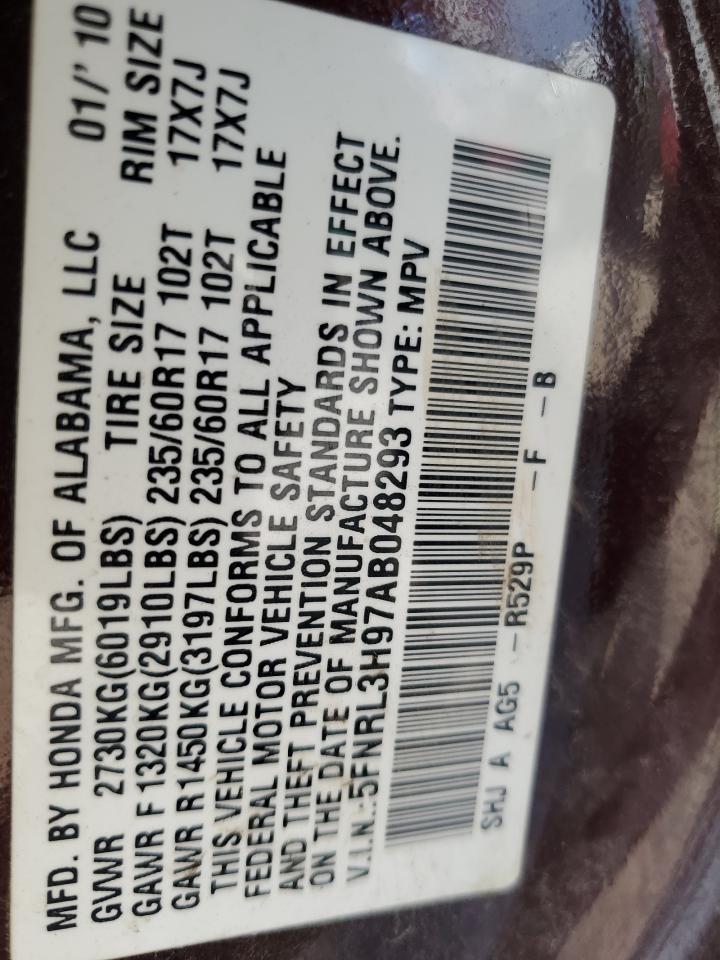 MFD. BY HONDA MFG. OF ALABAMA, LLC 01/' 10
GVWR 2730KG(6019LBS) TIRE SIZE RIM SIZE
GAWR F 1320KG(2910LBS) 235/60R17 102T 17X7J
GAWR R 1450KG(3197LBS) 235/60R17 102T 17X7J
THIS VEHICLE CONFORMS TO ALL APPLICABLE
FEDERAL MOTOR VEHICLE SAFETY
AND THEFT PREVENTION STANDARDS IN EFFECT
ON THE DATE OF MANUFACTURE SHOWN ABOVE.
V.I.N.:5FNRL3H97AB048293 TYPE: MPV
SHJ A AG5 -R529P -F -B